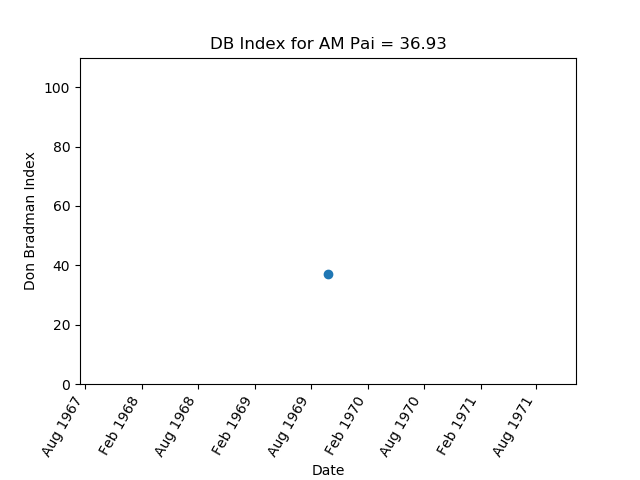 DB Index for AM Pai = 36.93
100
80
60
40
20
0
Don Bradman Index
Aug 1967
Feb 1968
Aug 1968
Feb 1969
Aug 1969
Feb 1970
Aug 1970
Feb 1971
Aug 1971
Date